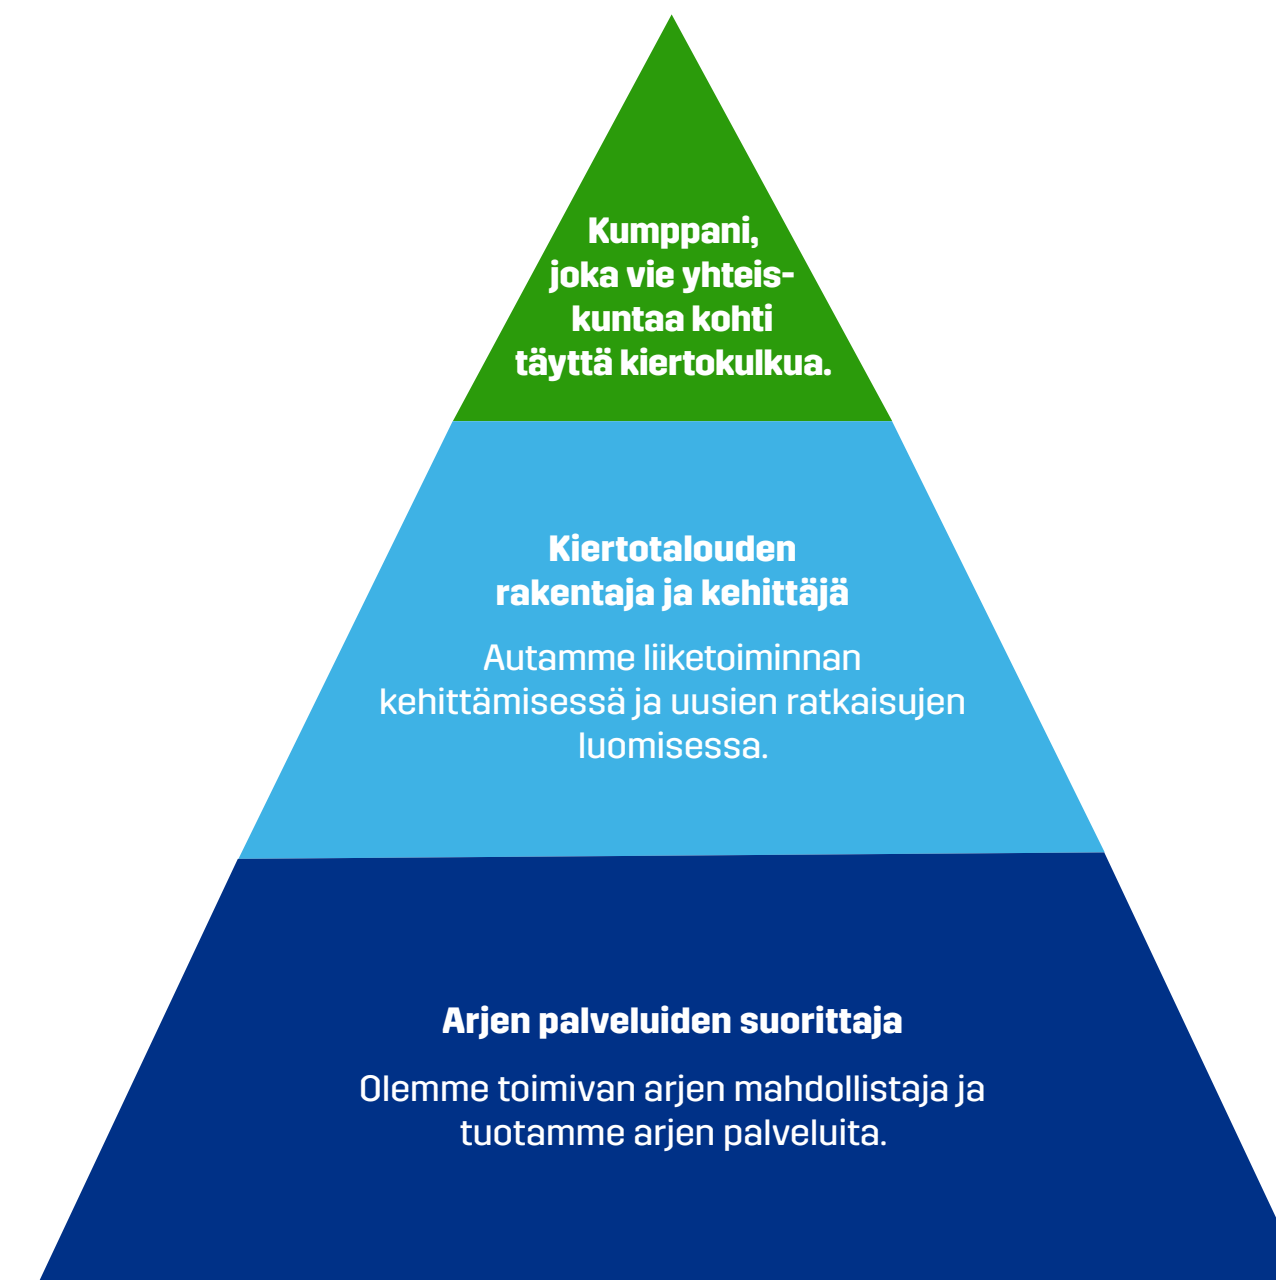 Kumppani,
joka vie yhteis-
kuntaa kohti
täyttä kiertokulkua.
Kiertotalouden
rakentaja ja kehittäjä
Autamme liiketoiminnan
kehittämisessä ja uusien ratkaisujen
luomisessa.
Arjen palveluiden suorittaja
Olemme toimivan arjen mahdollistaja ja
tuotamme arjen palveluita.